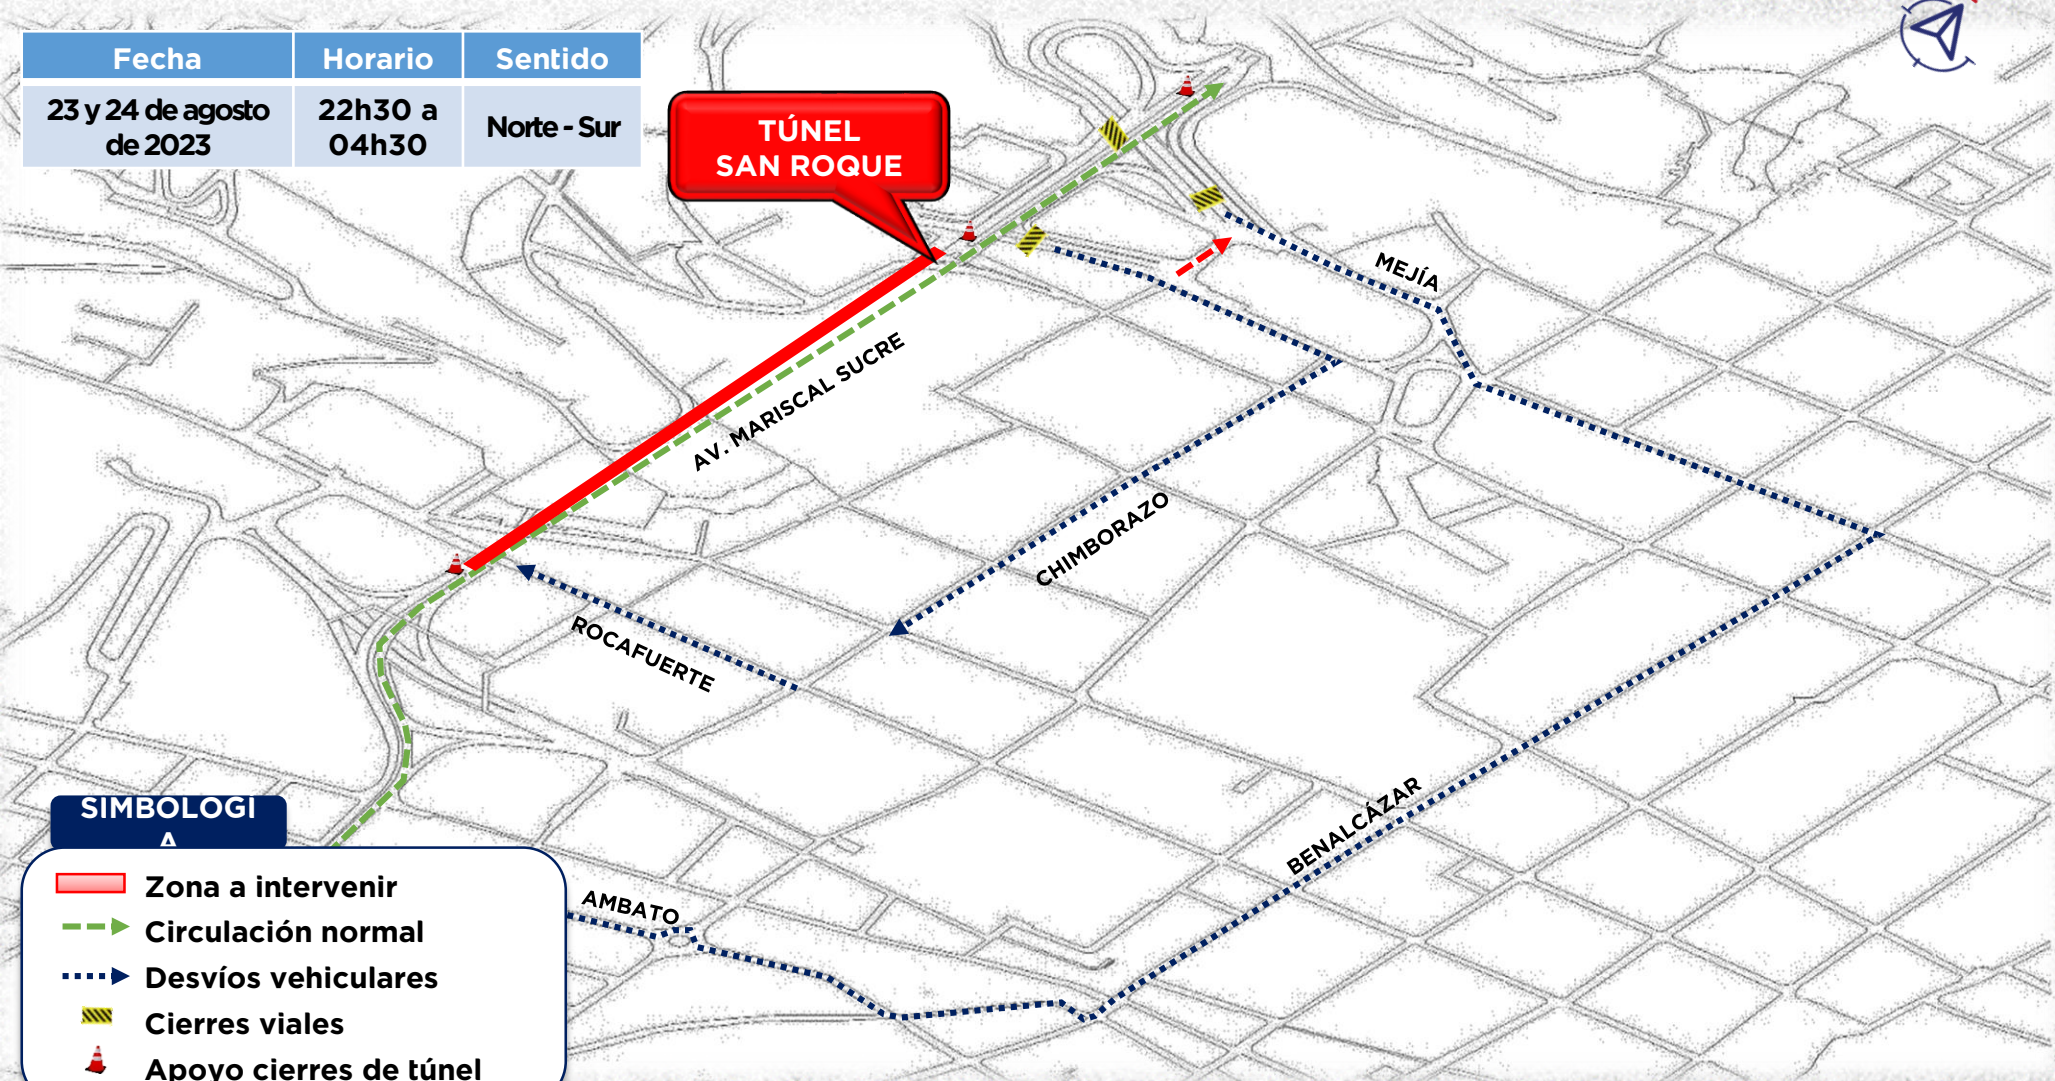 Fecha
Horario
Sentido
23 y 24 de agosto
de 2023
22h30 a
04h30
Norte - Sur
TÚNEL
SAN ROQUE
MEJÍA
AV. MARISCAL SUCRE
CHIMBORAZO
ROCAFUERTE
BENALCÁZAR
AMBATO
SIMBOLOGÍ
A
Zona a intervenir
Circulación normal
Desvíos vehiculares
Cierres viales
Apoyo cierres de túnel